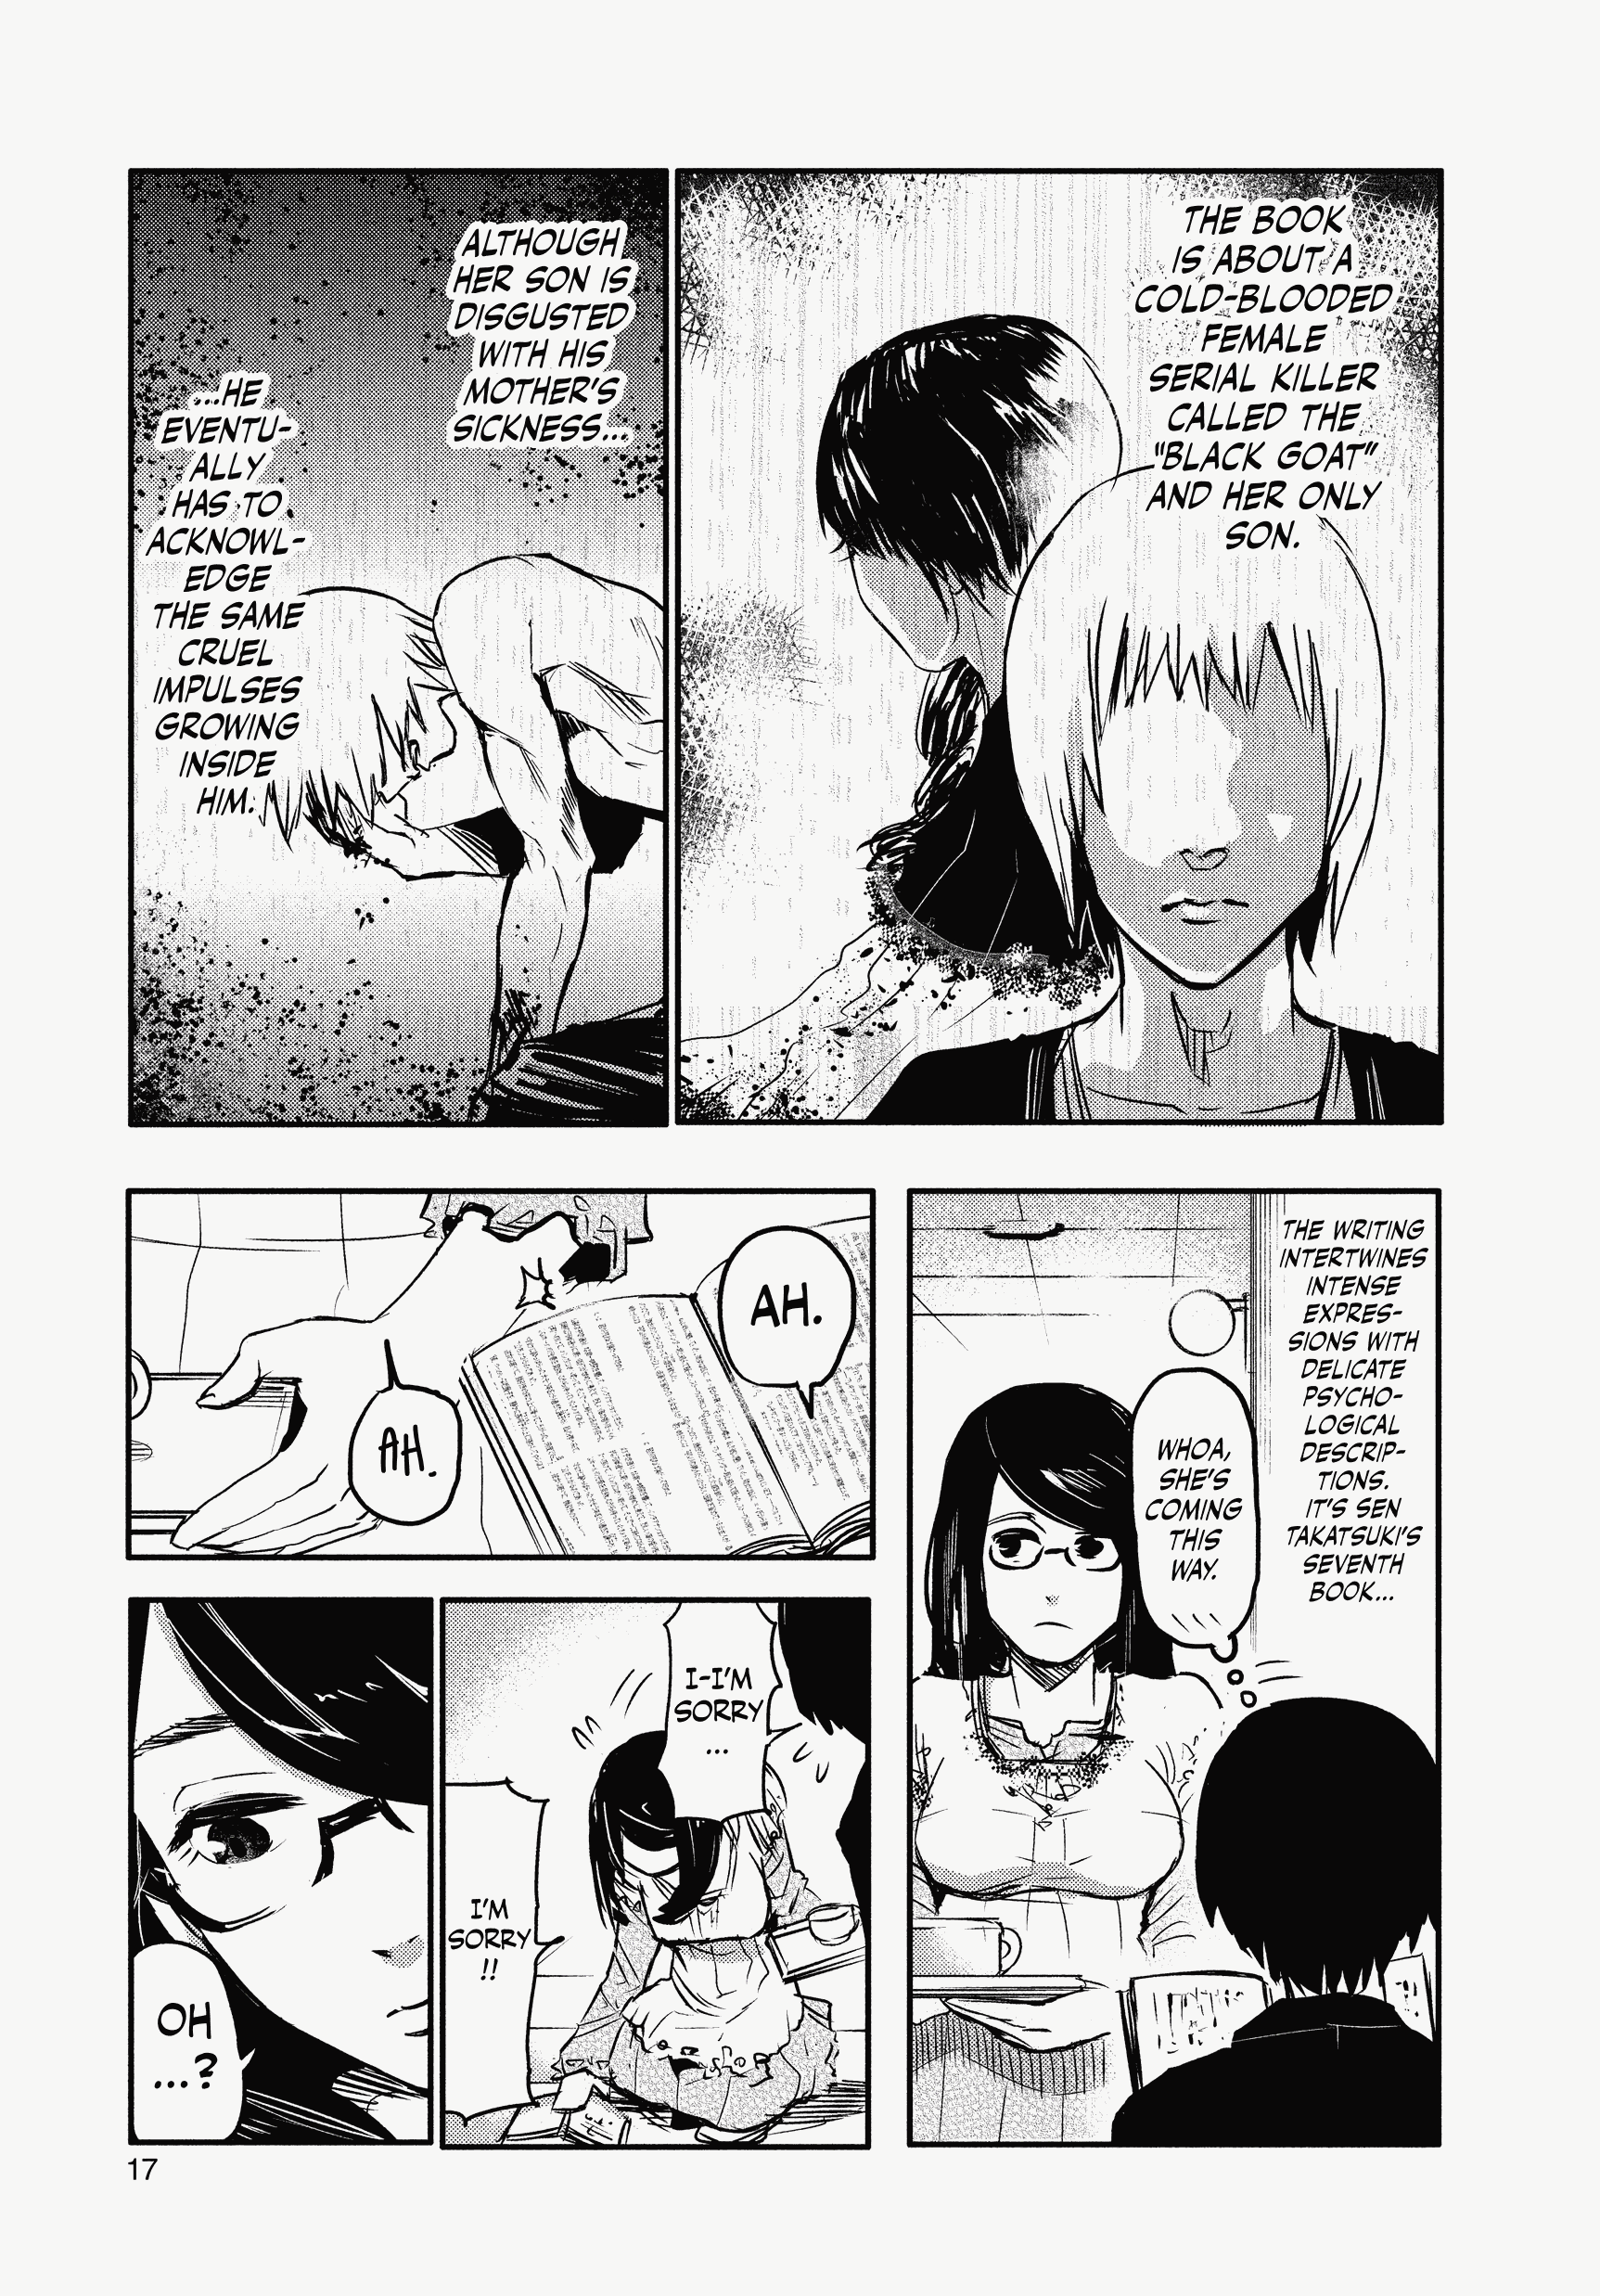 THE BOOK
IS ABOUT A
COLD-BLOODED
FEMALE
SERIAL KILLER
CALLED THE
"BLACK GOAT"
AND HER ONLY
SON.
ALTHOUGH
HER SON IS
DISGUSTED
WITH HIS
MOTHER'S
SICKNESS...
...HE
EVENTU-
ALLY
HAS TO
ACKNOWL-
EDGE
THE SAME
CRUEL
IMPULSES
GROWING
INSIDE
HIM.
THE WRITING
INTERTWINES
INTENSE
EXPRES-
SIONS WITH
DELICATE
PSYCHO-
LOGICAL
DESCRIP-
TIONS.
IT'S SEN
TAKATSUKI'S
SEVENTH
BOOK...
WHOA,
SHE'S
COMING
THIS
WAY.
AH.
AH.
I-I'M
SORRY
...
I'M
SORRY
!!
OH
...?
17